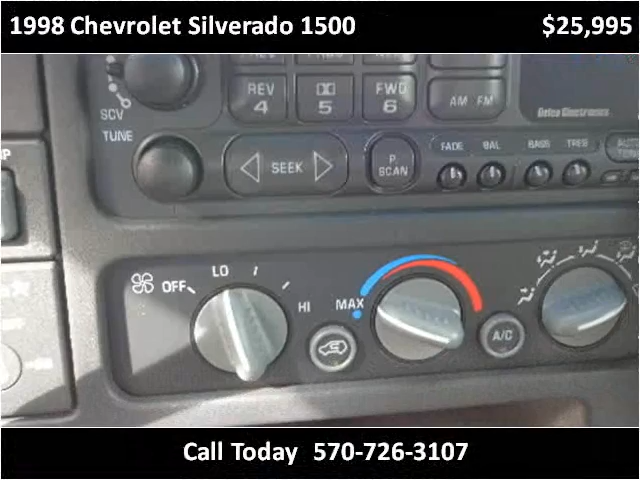 1998 Chevrolet Silverado 1500 $25,995
REV FWD
4 5 6 AM FM
SCV Delco Electronics
TUNE FADE BAL BASS TREB AUTO
SEEK P. SCAN
LO
OFF HI MAX A/C
Call Today 570-726-3107